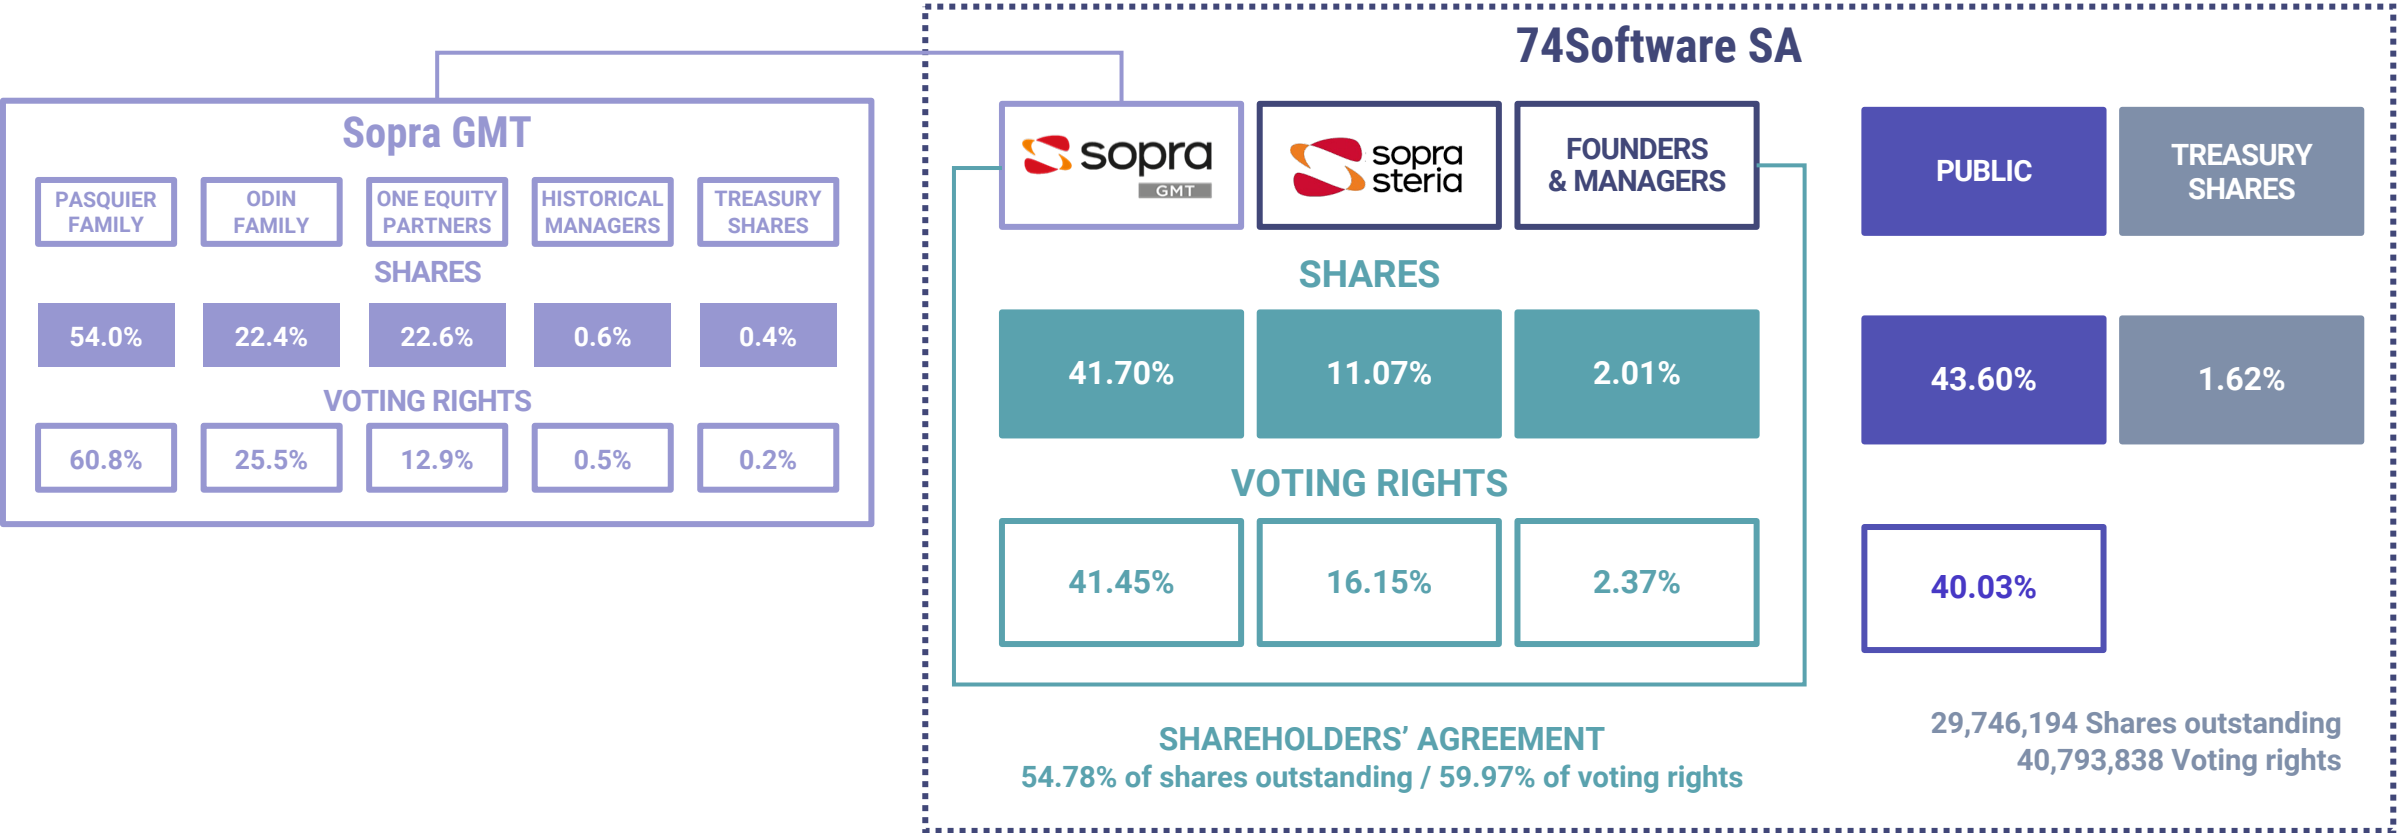 74Software SA
Sopra GMT
PASQUIER
FAMILY
ODIN
FAMILY
ONE EQUITY
PARTNERS
HISTORICAL
MANAGERS
TREASURY
SHARES
SHARES
54.0%
22.4%
22.6%
0.6%
0.4%
VOTING RIGHTS
60.8%
25.5%
12.9%
0.5%
0.2%
sopra
GMT
sopra
steria
FOUNDERS
& MANAGERS
PUBLIC
TREASURY
SHARES
SHARES
41.70%
11.07%
2.01%
43.60%
1.62%
VOTING RIGHTS
41.45%
16.15%
2.37%
40.03%
SHAREHOLDERS’ AGREEMENT
54.78% of shares outstanding / 59.97% of voting rights
29,746,194 Shares outstanding
40,793,838 Voting rights